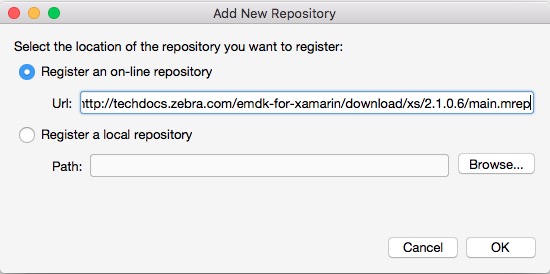 Add New Repository
Select the location of the repository you want to register:
Register an on-line repository
Url: http://techdocs.zebra.com/emdk-for-xamarin/download/xs/2.1.0.6/main.mrep
Register a local repository
Path:
Browse...
Cancel
OK